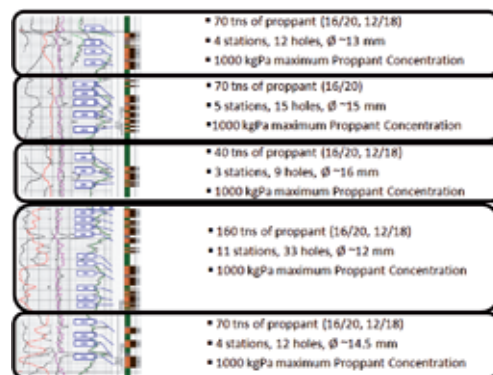 • 70 tns of proppant (16/20, 12/18)
• 4 stations, 12 holes, Ø ~13 mm
• 1000 kgPa maximum Proppant Concentration
• 70 tns of proppant (16/20)
• 5 stations, 15 holes, Ø ~15 mm
•1000 kgPa maximum Proppant Concentration
• 40 tns of proppant (16/20, 12/18)
• 3 stations, 9 holes, Ø ~16 mm
• 1000 kgPa maximum Proppant Concentration
• 160 tns of proppant (16/20, 12/18)
• 11 stations, 33 holes, Ø ~12 mm
• 1000 kgPa maximum Proppant Concentration
• 70 tns of proppant (16/20, 12/18)
• 4 stations, 12 holes, Ø ~14.5 mm
• 1000 kgPa maximum Proppant Concentration